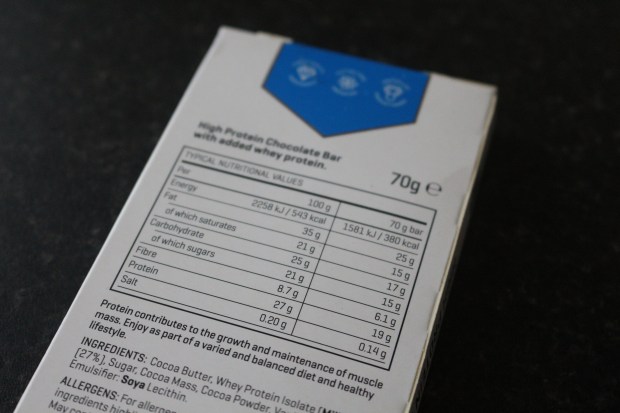 High Protein Chocolate Bar
with added whey protein.
70g ℮
TYPICAL NUTRITIONAL VALUES
Per 100 g 70 g bar
Energy 2258 kJ / 543 kcal 1581 kJ / 380 kcal
Fat 35 g 25 g
of which saturates 21 g 15 g
Carbohydrate 25 g 17 g
of which sugars 21 g 15 g
Fibre 8.7 g 6.1 g
Protein 27 g 19 g
Salt 0.20 g 0.14 g
Protein contributes to the growth and maintenance of muscle
mass. Enjoy as part of a varied and balanced diet and healthy
lifestyle.
INGREDIENTS: Cocoa Butter, Whey Protein Isolate
(27%), Sugar, Cocoa Mass, Cocoa Powder,
Emulsifier: Soya Lecithin.
ALLERGENS: For
ingredients
May